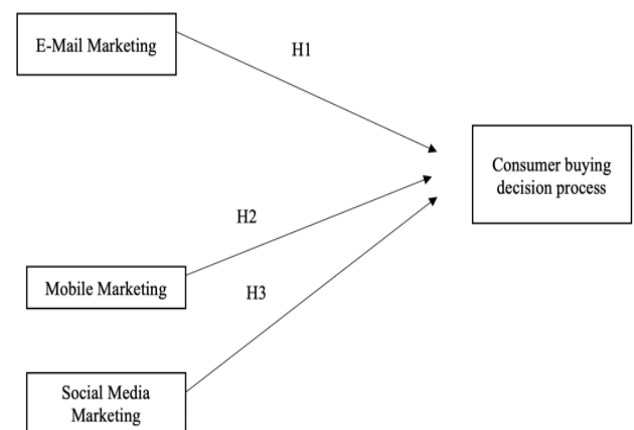 E-Mail Marketing
H1
Consumer buying
decision process
H2
Mobile Marketing
H3
Social Media
Marketing